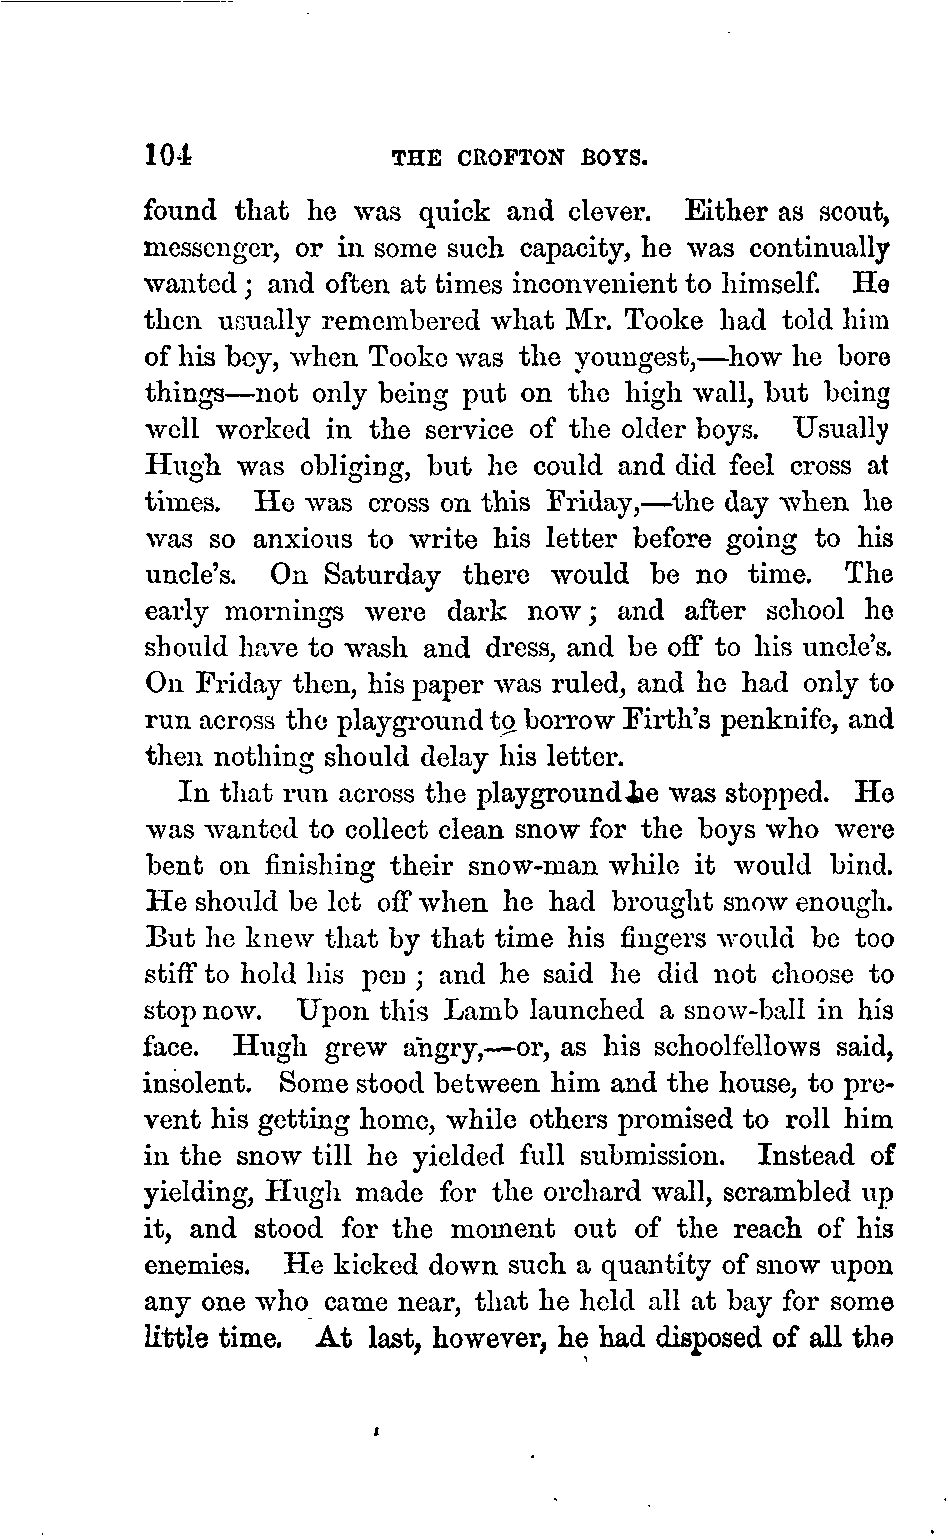 104 THE CROFTON BOYS.
found that he was quick and clever. Either as scout,
messenger, or in some such capacity, he was continually
wanted; and often at times inconvenient to himself. He
then usually remembered what Mr. Tooke had told him
of his boy, when Tooke was the youngest,—how he bore
things—not only being put on the high wall, but being
well worked in the service of the older boys. Usually
Hugh was obliging, but he could and did feel cross at
times. He was cross on this Friday,—the day when he
was so anxious to write his letter before going to his
uncle's. On Saturday there would be no time. The
early mornings were dark now; and after school he
should have to wash and dress, and be off to his uncle's.
On Friday then, his paper was ruled, and he had only to
run across the playground to borrow Firth's penknife, and
then nothing should delay his letter.
In that run across the playground he was stopped. He
was wanted to collect clean snow for the boys who were
bent on finishing their snow-man while it would bind.
He should be let off when he had brought snow enough.
But he knew that by that time his fingers would be too
stiff to hold his pen; and he said he did not choose to
stop now. Upon this Lamb launched a snow-ball in his
face. Hugh grew angry,—or, as his schoolfellows said,
insolent. Some stood between him and the house, to pre-
vent his getting home, while others promised to roll him
in the snow till he yielded full submission. Instead of
yielding, Hugh made for the orchard wall, scrambled up
it, and stood for the moment out of the reach of his
enemies. He kicked down such a quantity of snow upon
any one who came near, that he held all at bay for some
little time. At last, however, he had disposed of all the